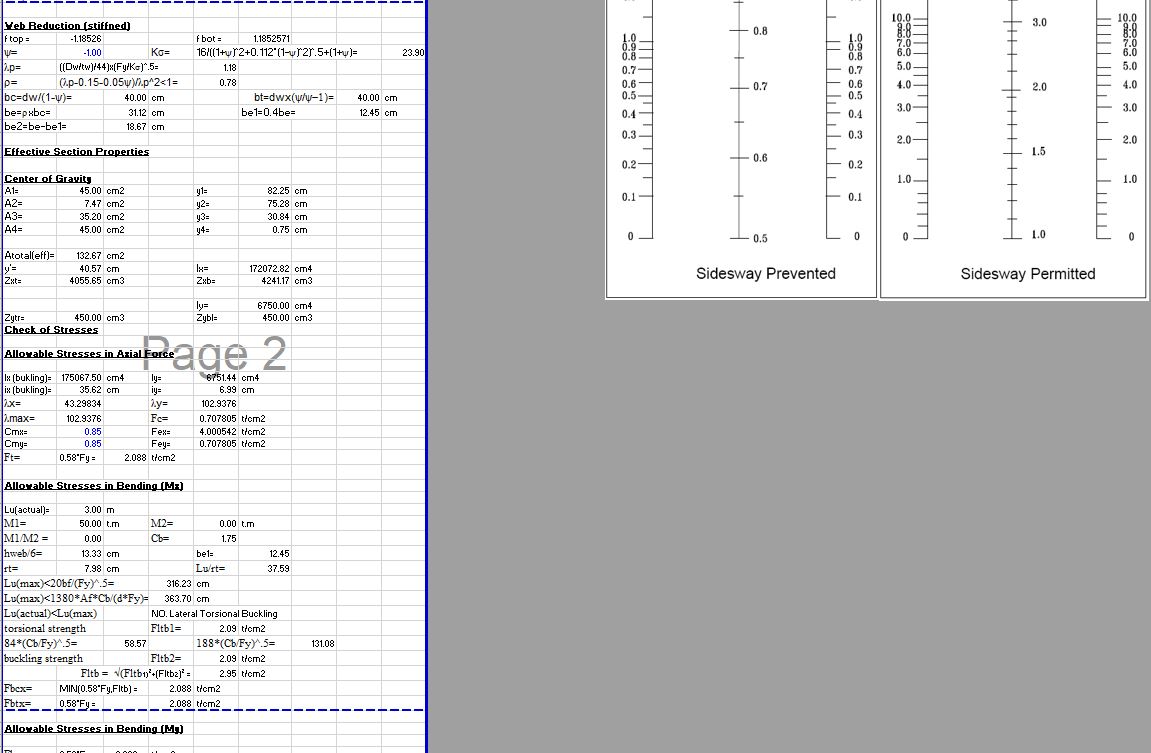 Web Reduction (stiffned)
f top = -1.18526 f bot = 1.1852571
ψ= -1.00 Kσ= 16/((1+ψ)^2+0.112*(1-ψ)^2)^.5+(1+ψ)= 23.90
λp= ((Dw/tw)/44)x(Fy/Kσ)^.5= 1.18
ρ= (λp-0.15-0.05ψ)/λp^2<1= 0.78
bc=dw/(1-ψ)= 40.00 cm bt=dwx(ψ/ψ-1)= 40.00 cm
be=ρxbc= 31.12 cm be1=0.4be= 12.45 cm
be2=be-be1= 18.67 cm
Effective Section Properties
Center of Gravity
A1= 45.00 cm2 y1= 82.25 cm
A2= 7.47 cm2 y2= 75.28 cm
A3= 35.20 cm2 y3= 30.84 cm
A4= 45.00 cm2 y4= 0.75 cm
Atotal(eff)= 132.67 cm2
y'= 40.57 cm Ix= 172072.82 cm4
Zxt= 4055.65 cm3 Zxb= 4241.17 cm3
Iy= 6750.00 cm4
Zytr= 450.00 cm3 Zybl= 450.00 cm3
Check of Stresses
Page 2
Allowable Stresses in Axial Force
Ix (bukling)= 175067.50 cm4 Iy= 6751.44 cm4
ix (bukling)= 35.62 cm iy= 6.99 cm
λx= 43.29834 λy= 102.9376
λmax= 102.9376 Fc= 0.707805 t/cm2
Cmx= 0.85 Fex= 4.000542 t/cm2
Cmy= 0.85 Fey= 0.707805 t/cm2
Ft= 0.58*Fy = 2.088 t/cm2
Allowable Stresses in Bending (Mx)
Lu(actual)= 3.00 m
M1= 50.00 t.m M2= 0.00 t.m
M1/M2 = 0.00 Cb= 1.75
hweb/6= 13.33 cm be1= 12.45
rt= 7.98 cm Lu/rt= 37.59
Lu(max)<20bf/(Fy)^.5= 316.23 cm
Lu(max)<1380*Af*Cb/(d*Fy)= 363.70 cm
Lu(actual)<Lu(max) NO. Lateral Torsional Buckling
torsional strength Fltb1= 2.09 t/cm2
84*(Cb/Fy)^.5= 58.57 188*(Cb/Fy)^.5= 131.08
buckling strength Fltb2= 2.09 t/cm2
Fltb = √(Fltb1)²+(Fltb2)² = 2.95 t/cm2
Fbcx= MIN(0.58*Fy,Fltb) = 2.088 t/cm2
Fbtx= 0.58*Fy = 2.088 t/cm2
Allowable Stresses in Bending (My)
1.0 0.8 1.0
0.9 0.9
0.8 0.8
0.7 0.7 0.7
0.6 0.6
0.5 0.5
0.4 0.4
0.3 0.3
0.2 0.6 0.2
0.1 0.1
0 0.5 0
Sidesway Prevented
10.0 3.0 10.0
9.0 9.0
8.0 8.0
7.0 7.0
6.0 6.0
5.0 5.0
4.0 2.0 4.0
3.0 3.0
2.0 1.5 2.0
1.0 1.0
0 1.0 0
Sidesway Permitted